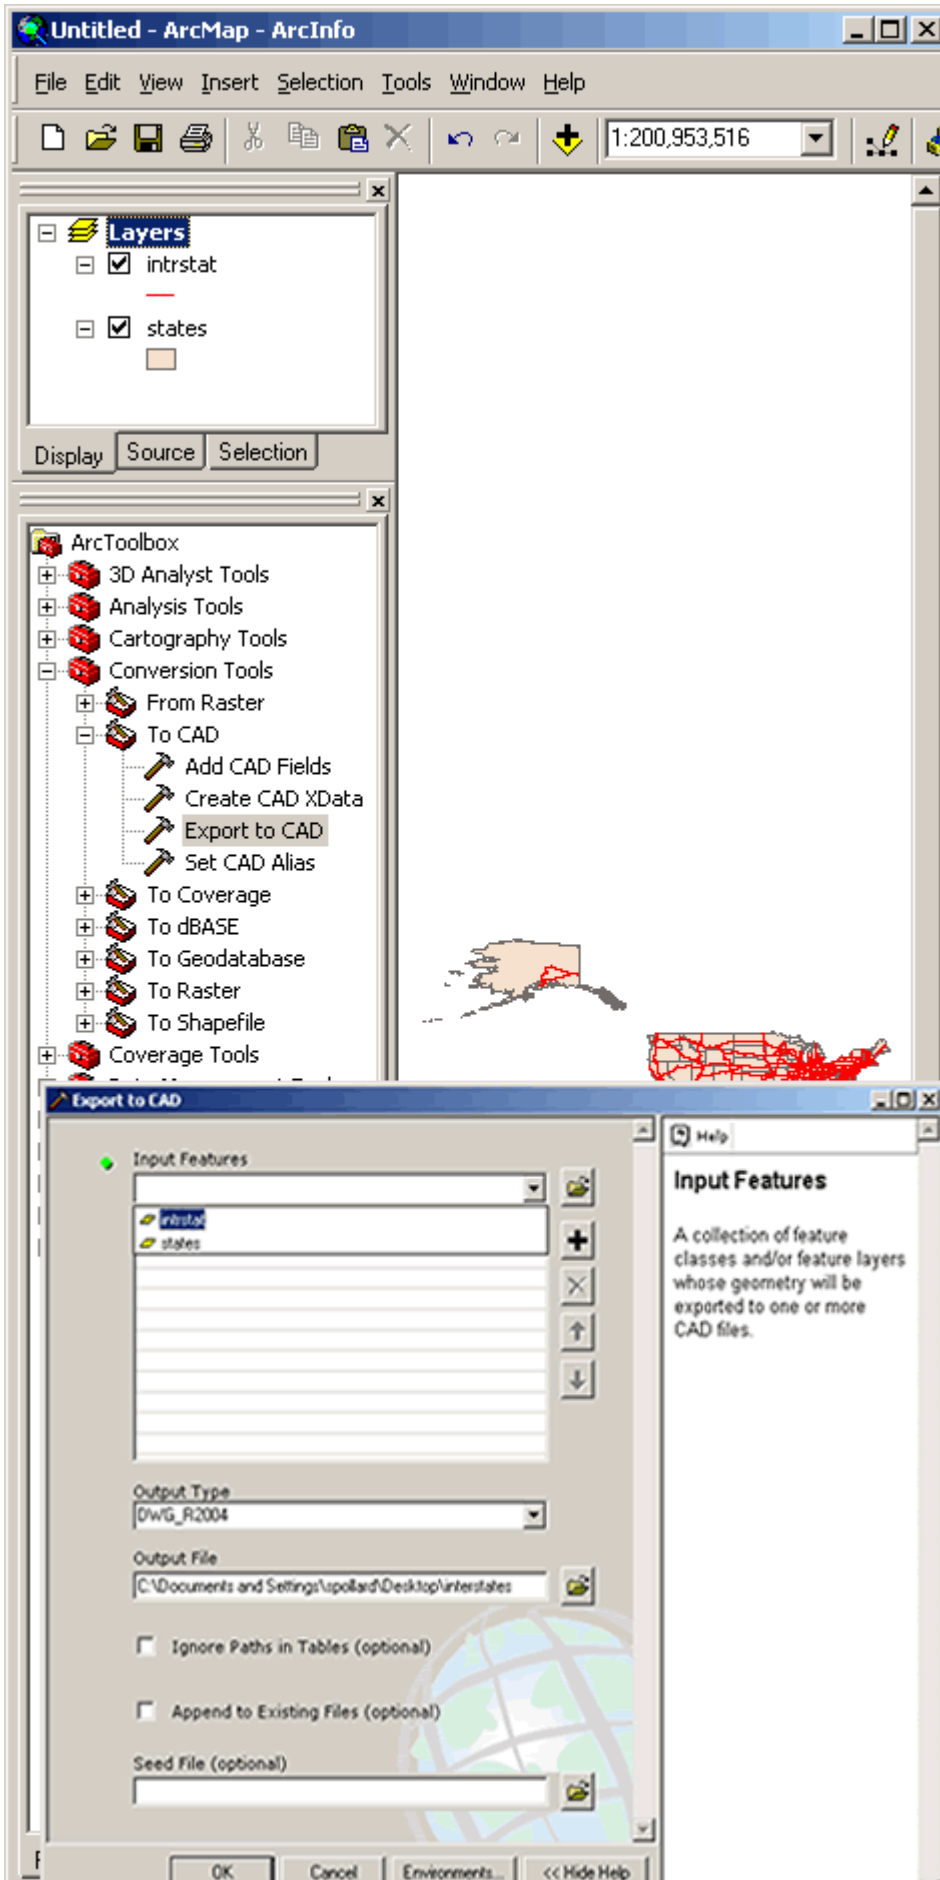 Untitled - ArcMap - ArcInfo
File Edit View Insert Selection Tools Window Help
1:200,953,516
Layers
intrstat
states
Display Source Selection
ArcToolbox
3D Analyst Tools
Analysis Tools
Cartography Tools
Conversion Tools
From Raster
To CAD
Add CAD Fields
Create CAD XData
Export to CAD
Set CAD Alias
To Coverage
To dBASE
To Geodatabase
To Raster
To Shapefile
Coverage Tools
Export to CAD
Input Features
intrstat
states
Output Type
DWG_R2004
Output File
C:\Documents and Settings\spollard\Desktop\interstates
Ignore Paths in Tables (optional)
Append to Existing Files (optional)
Seed File (optional)
OK Cancel Environments... << Hide Help
Help
Input Features
A collection of feature
classes and/or feature layers
whose geometry will be
exported to one or more
CAD files.